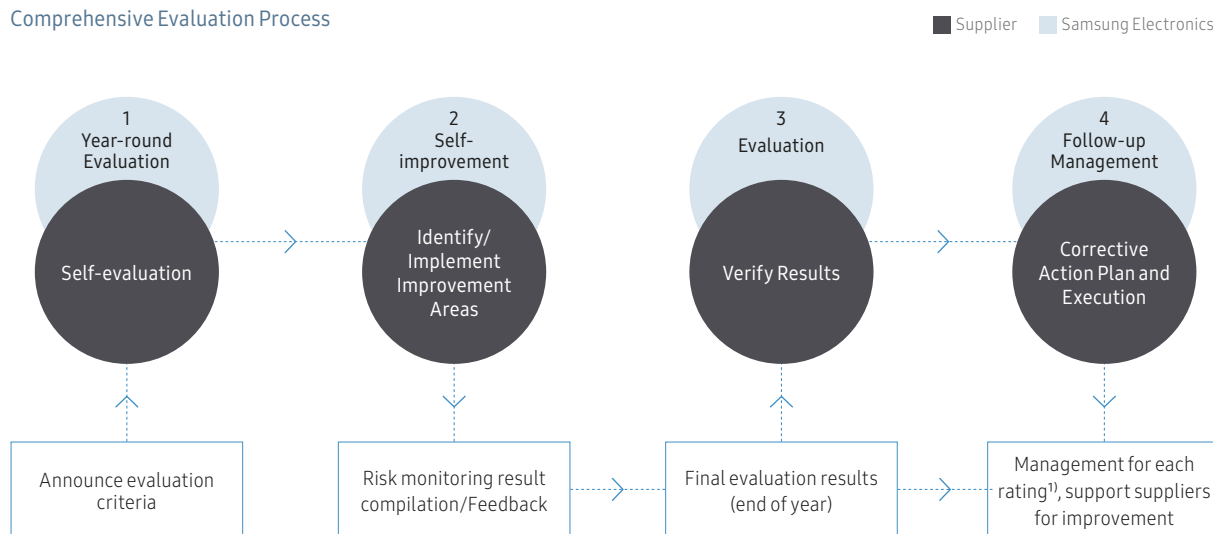 Comprehensive Evaluation Process
Supplier
Samsung Electronics
1
Year-round
Evaluation
Self-evaluation
2
Self-
improvement
Identify/
Implement
Improvement
Areas
3
Evaluation
Verify Results
4
Follow-up
Management
Corrective
Action Plan and
Execution
Announce evaluation
criteria
Risk monitoring result
compilation/Feedback
Final evaluation results
(end of year)
Management for each
rating¹⁾, support suppliers
for improvement